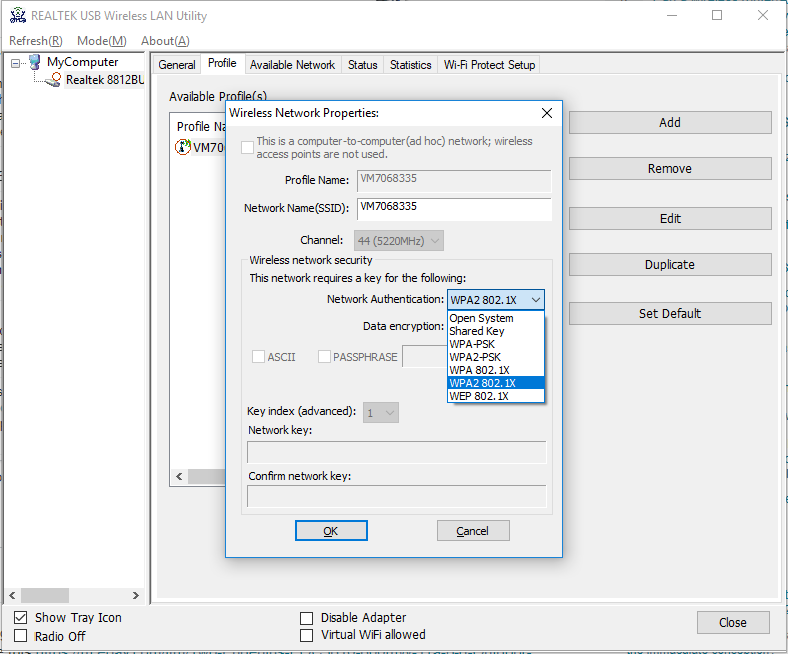 REALTEK USB Wireless LAN Utility
Refresh(R) Mode(M) About(A)
MyComputer
Realtek 8812BU
General Profile Available Network Status Statistics Wi-Fi Protect Setup
Available Profile(s)
Profile Na
VM70
Add
Remove
Edit
Duplicate
Set Default
Wireless Network Properties:
This is a computer-to-computer(ad hoc) network; wireless
access points are not used.
Profile Name: VM7068335
Network Name(SSID): VM7068335
Channel: 44 (5220MHz)
Wireless network security
This network requires a key for the following:
Network Authentication: WPA2 802.1X
Data encryption:
Open System
Shared Key
WPA-PSK
WPA2-PSK
WPA 802.1X
WPA2 802.1X
WEP 802.1X
ASCII PASSPHRASE
Key index (advanced): 1
Network key:
Confirm network key:
OK Cancel
Show Tray Icon
Radio Off
Disable Adapter
Virtual WiFi allowed
Close